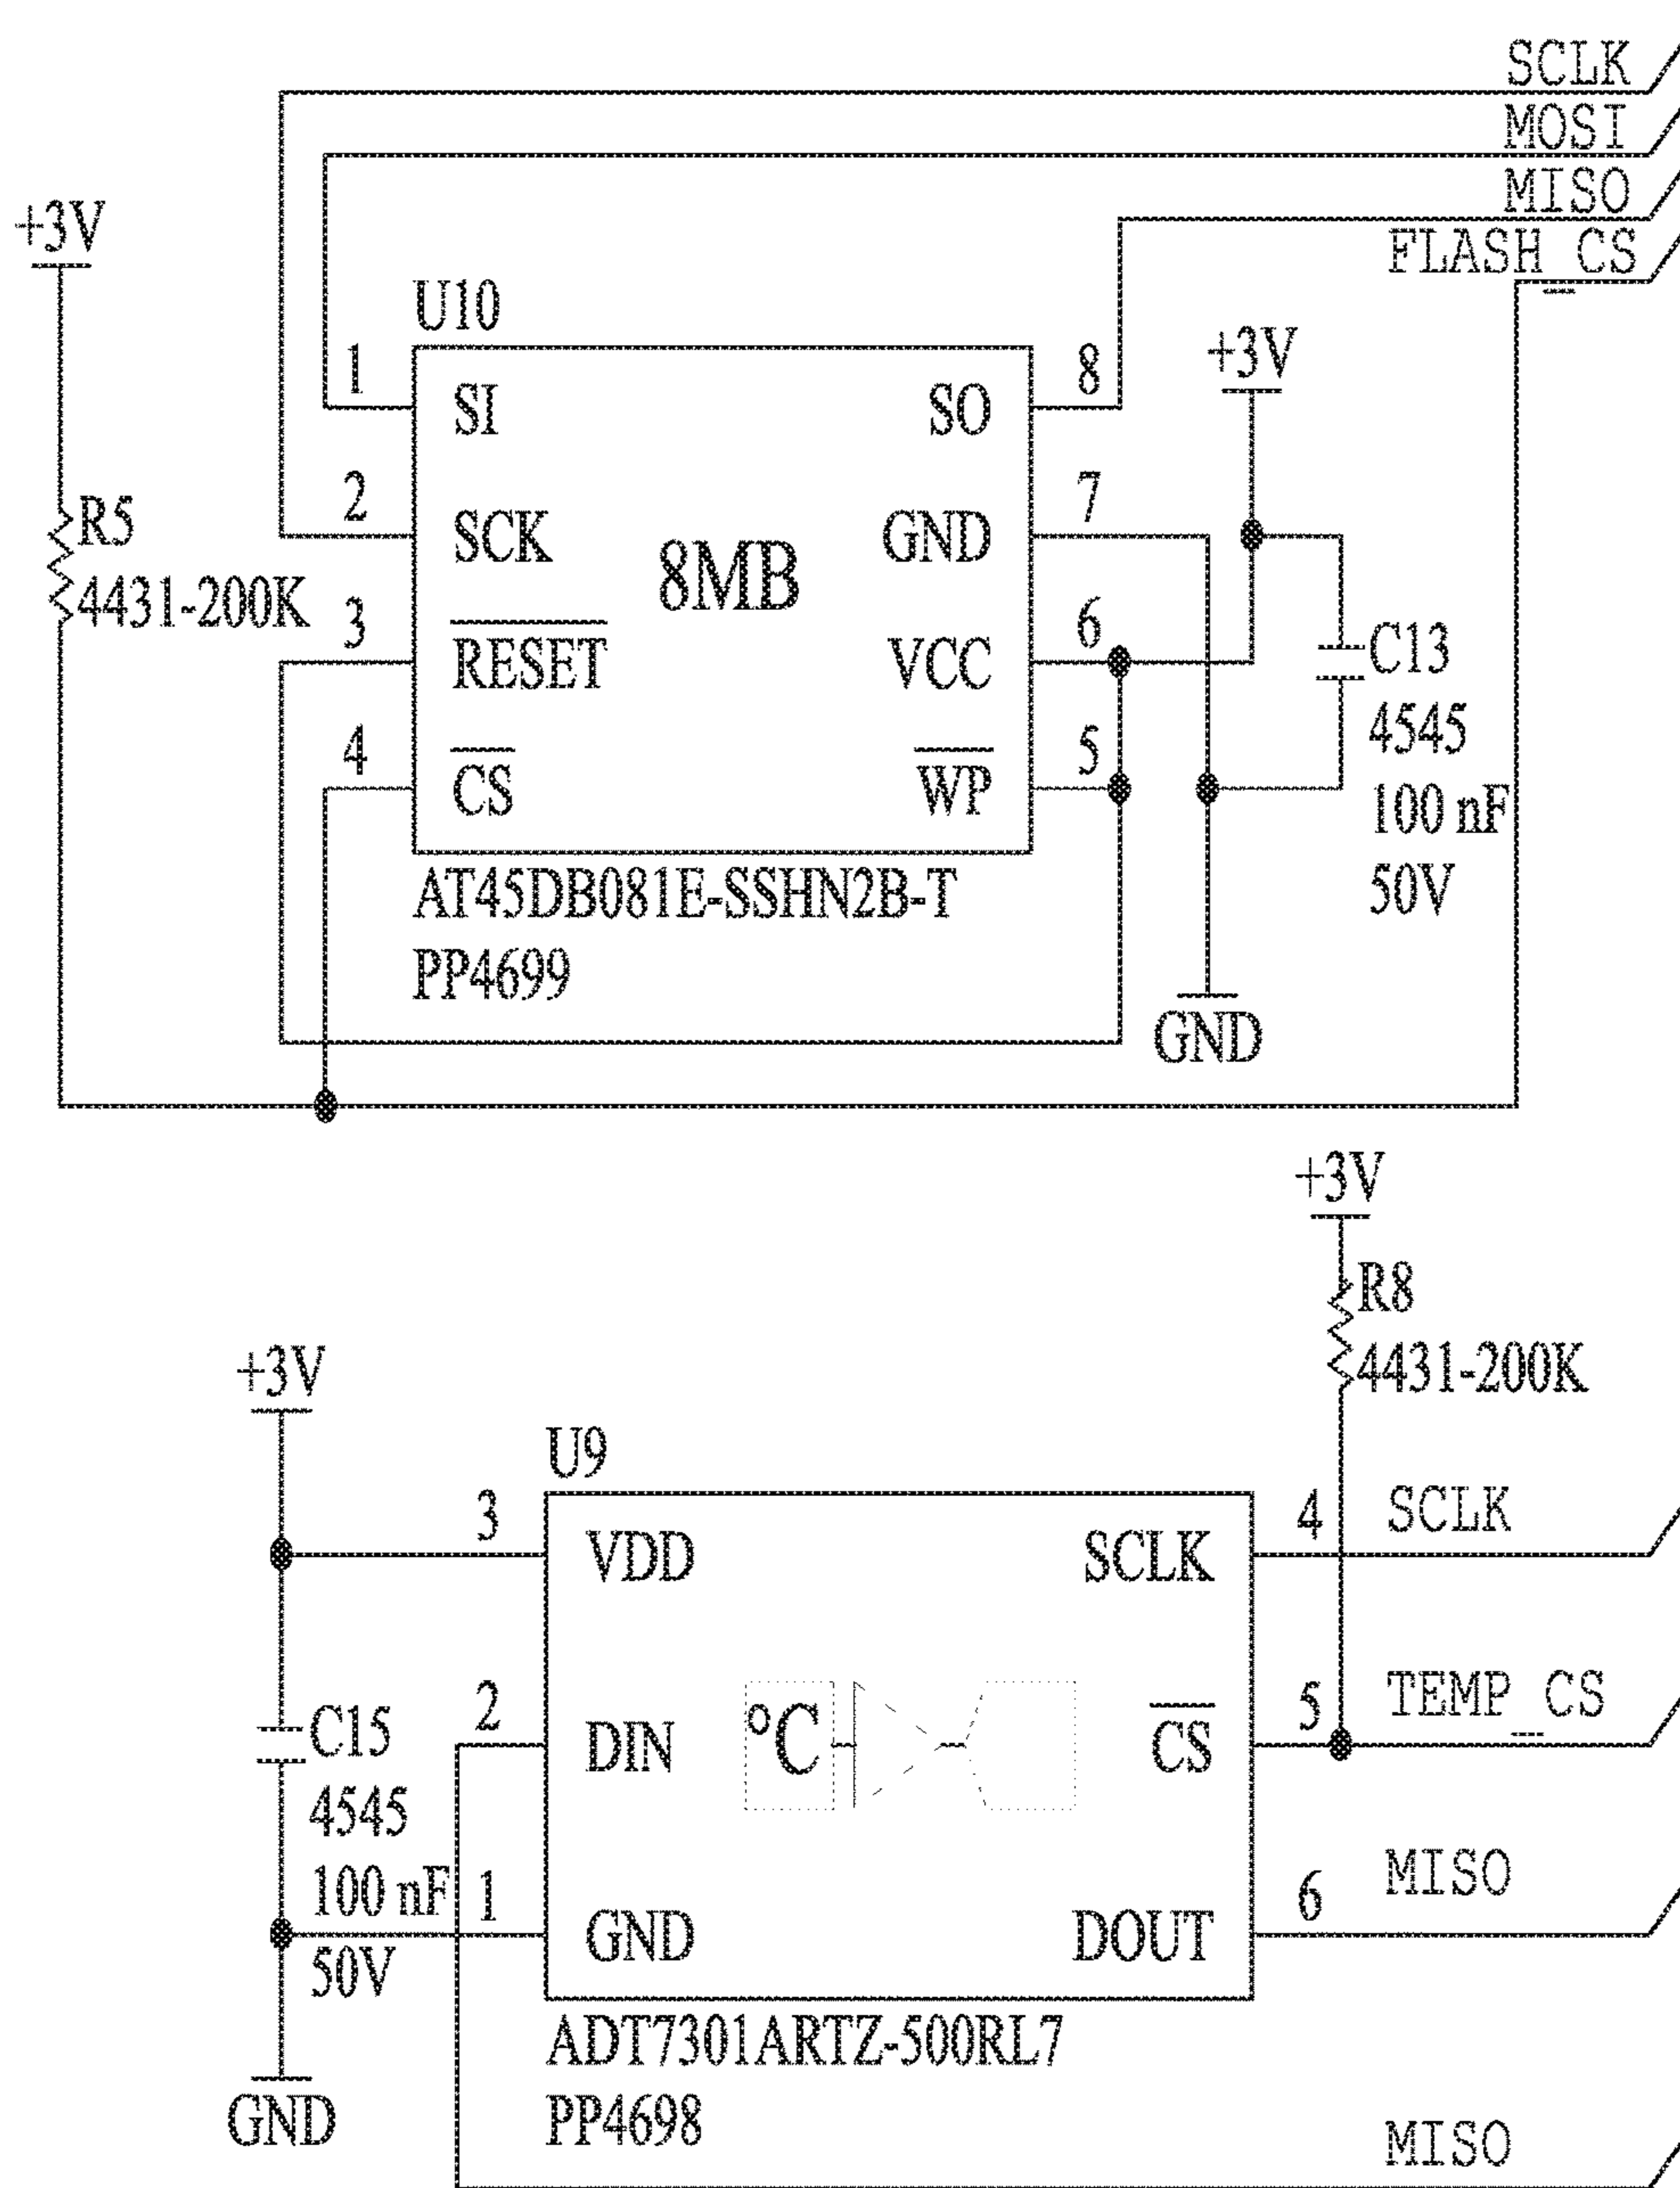 SCLK
MOSI
MISO
FLASH_CS
+3V
U10
+3V
1
SI
SO
8
R5
4431-200K
2
SCK
8MB
GND
7
3
RESET
VCC
6
C13
4545
100 nF
50V
4
CS
WP
5
AT45DB081E-SSHN2B-T
PP4699
GND
+3V
R8
4431-200K
+3V
U9
3
VDD
SCLK
4
SCLK
2
DIN
°C
CS
5
TEMP_CS
C15
4545
100 nF
50V
1
GND
DOUT
6
MISO
ADT7301ARTZ-500RL7
PP4698
GND
MISO